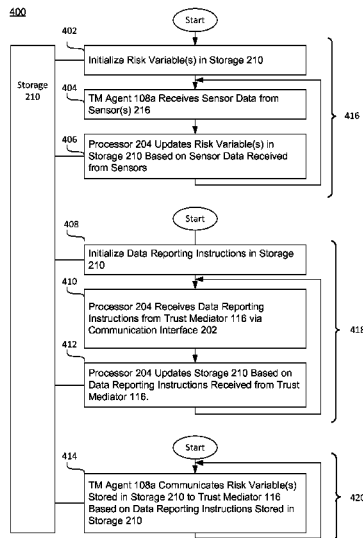 400
Start
402
Initialize Risk Variable(s) in Storage 210
Storage
210
404
TM Agent 108a Receives Sensor Data from
Sensor(s) 216
416
406
Processor 204 Updates Risk Variable(s) in
Storage 210 Based on Sensor Data Received
from Sensors
Start
408
Initialize Data Reporting Instructions in Storage
210
410
Processor 204 Receives Data Reporting
Instructions from Trust Mediator 116 via
Communication Interface 202
418
412
Processor 204 Updates Storage 210 Based on
Data Reporting Instructions Received from Trust
Mediator 116.
Start
414
TM Agent 108a Communicates Risk Variable(s)
Stored in Storage 210 to Trust Mediator 116
Based on Data Reporting Instructions Stored in
Storage 210
420